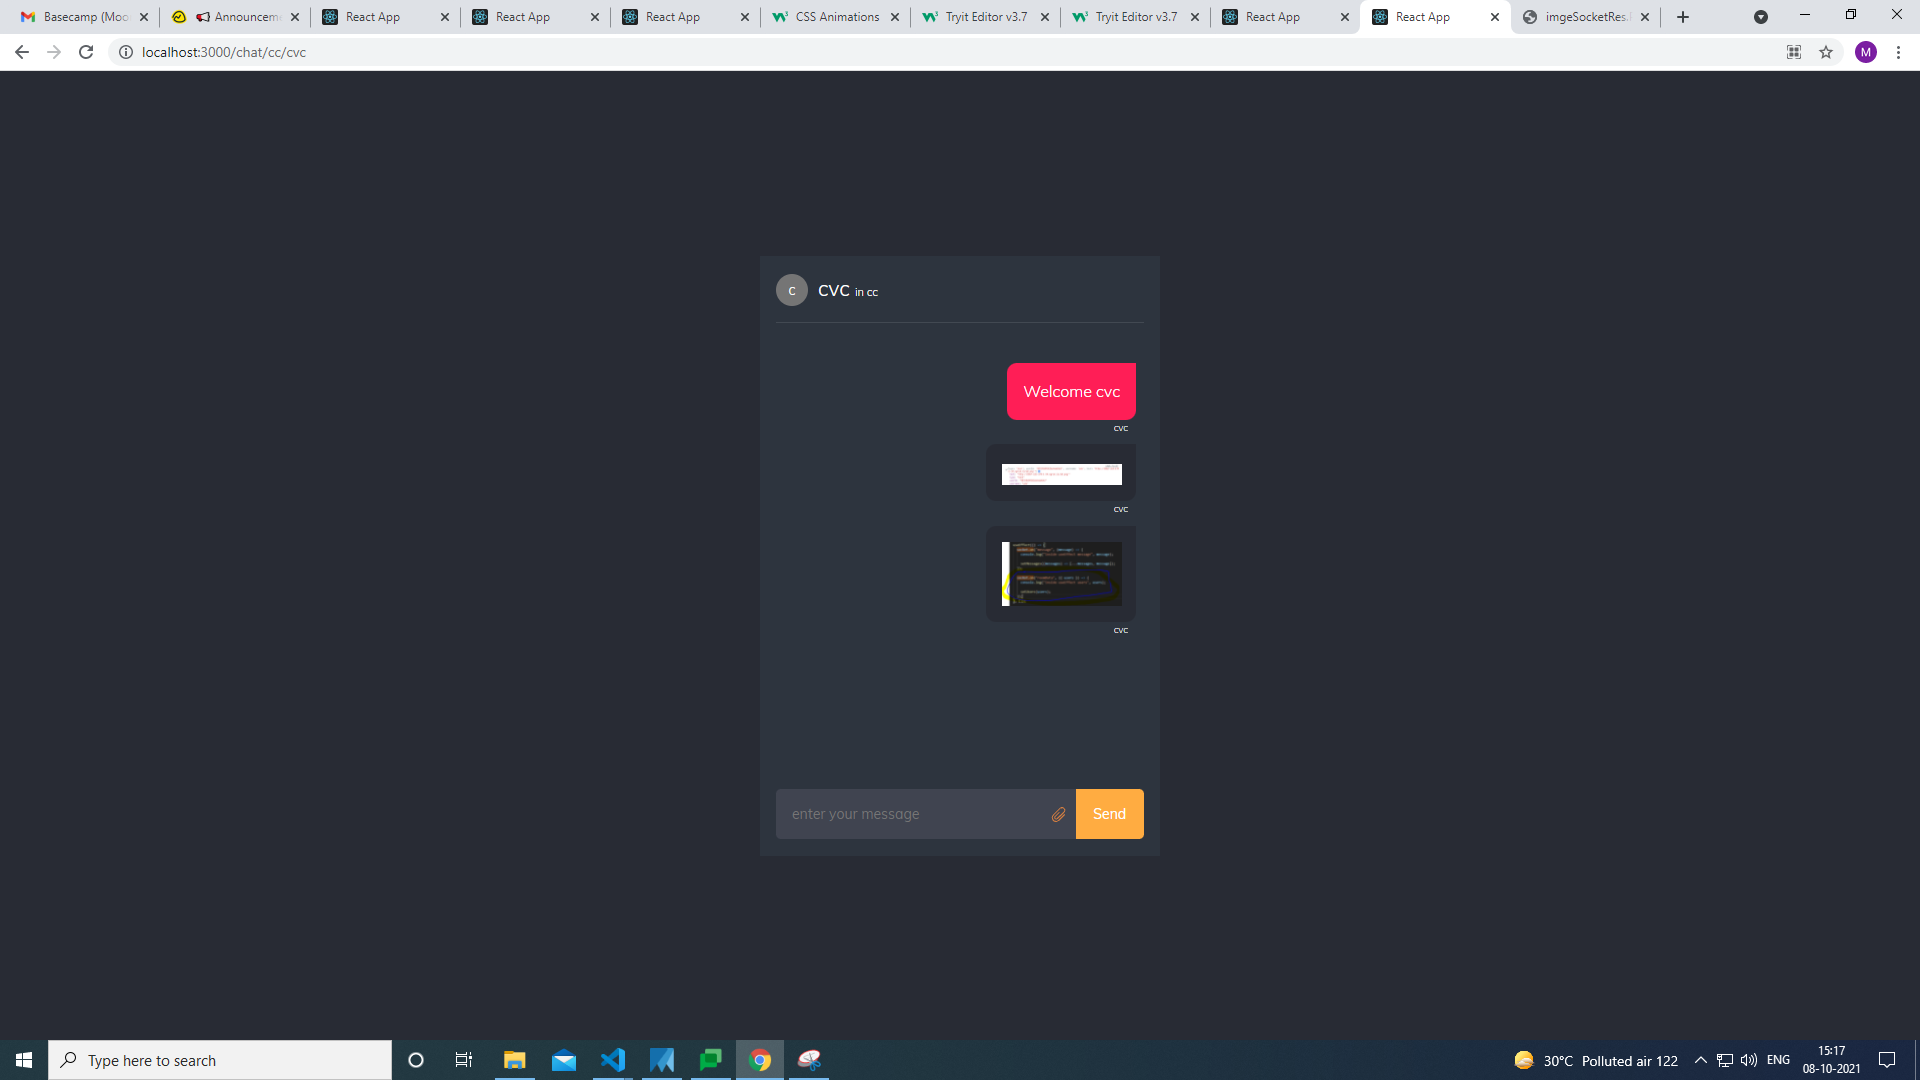 Basecamp (Moo
Announcem
React App
React App
React App
CSS Animations
Tryit Editor v3.7
Tryit Editor v3.7
React App
React App
imgeSocketRes.
localhost:3000/chat/cc/cvc
M
c
CVC in cc
Welcome cvc
cvc
cvc
cvc
enter your message
Send
Type here to search
30°C Polluted air 122
ENG
15:17
08-10-2021